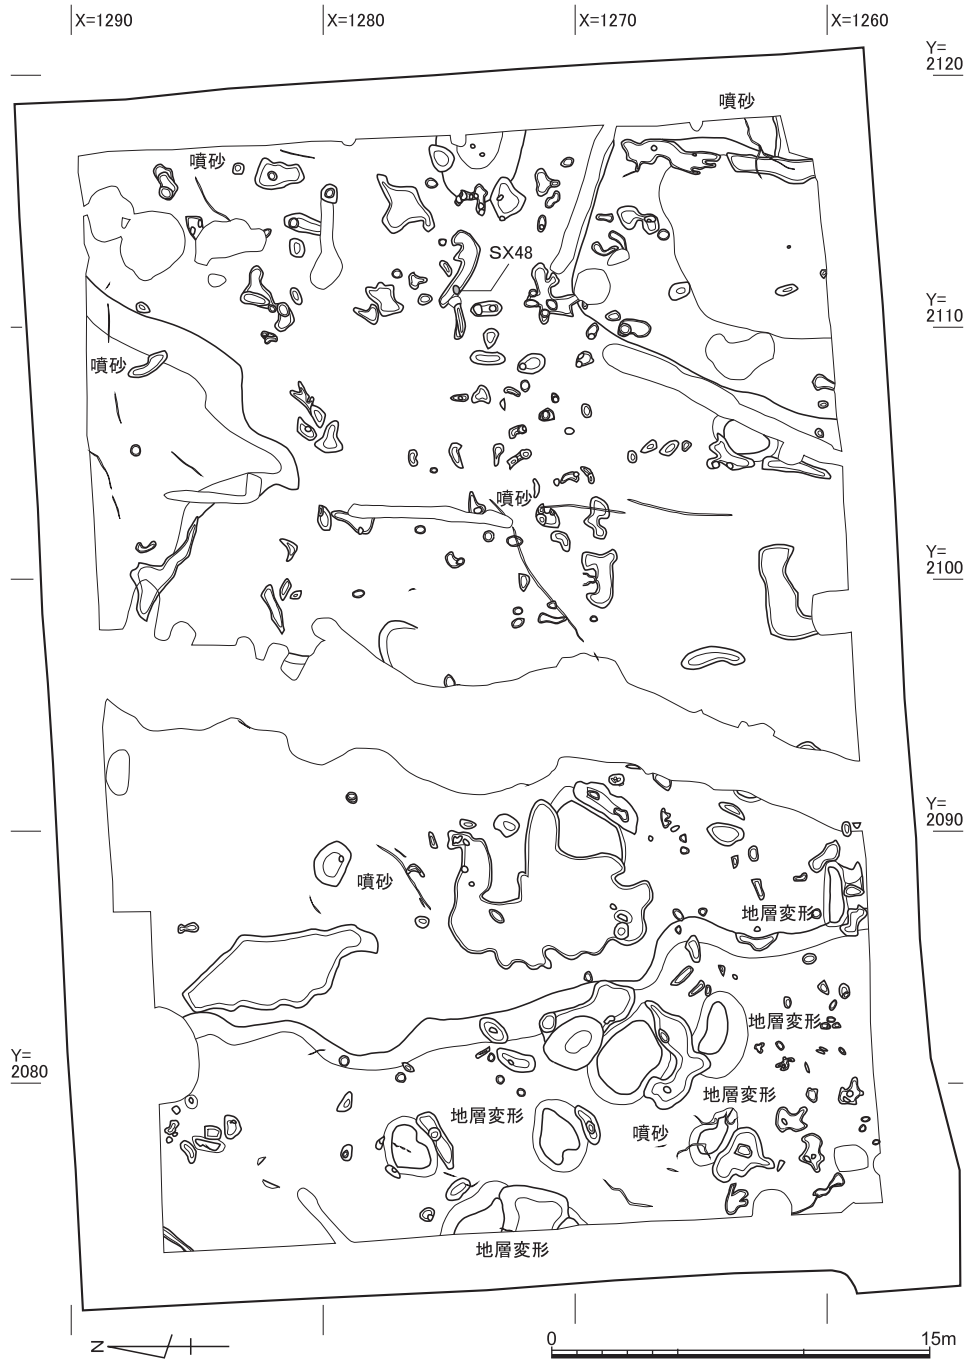 X=1290
X=1280
X=1270
X=1260
Y=
2120
噴砂
噴砂
SX48
Y=
2110
噴砂
噴砂
Y=
2100
Y=
2090
噴砂
地層変形
地層変形
Y=
2080
地層変形
地層変形
噴砂
地層変形
N
0
15m